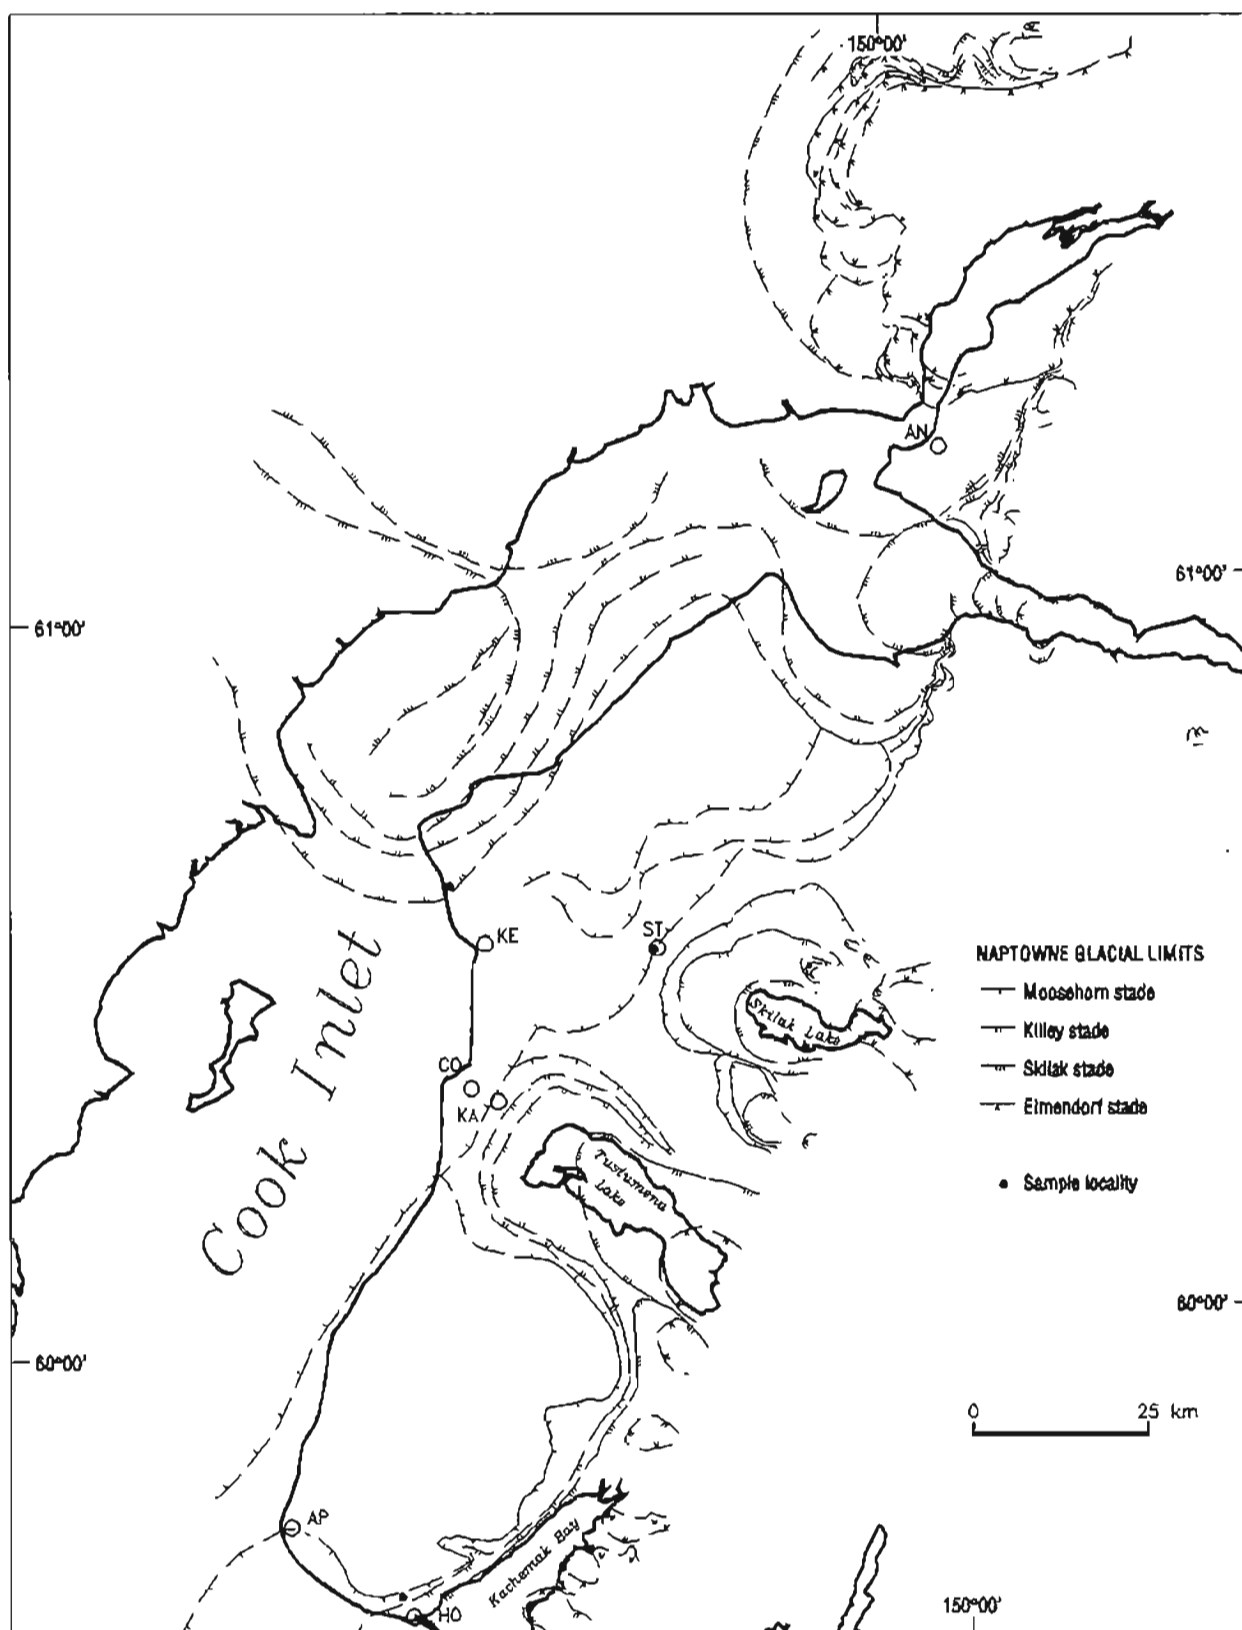 150°00'
AN
61°00'
61°00'
KE
ST
Cook Inlet
Skilak Lake
NAPTOWNE GLACIAL LIMITS
Moosehorn stade
Killey stade
Skilak stade
Elmendorf stade
Sample locality
CO
KA
Tustumena
Lake
60°00'
60°00'
0 25 km
AP
Kachemak Bay
HO
150°00'